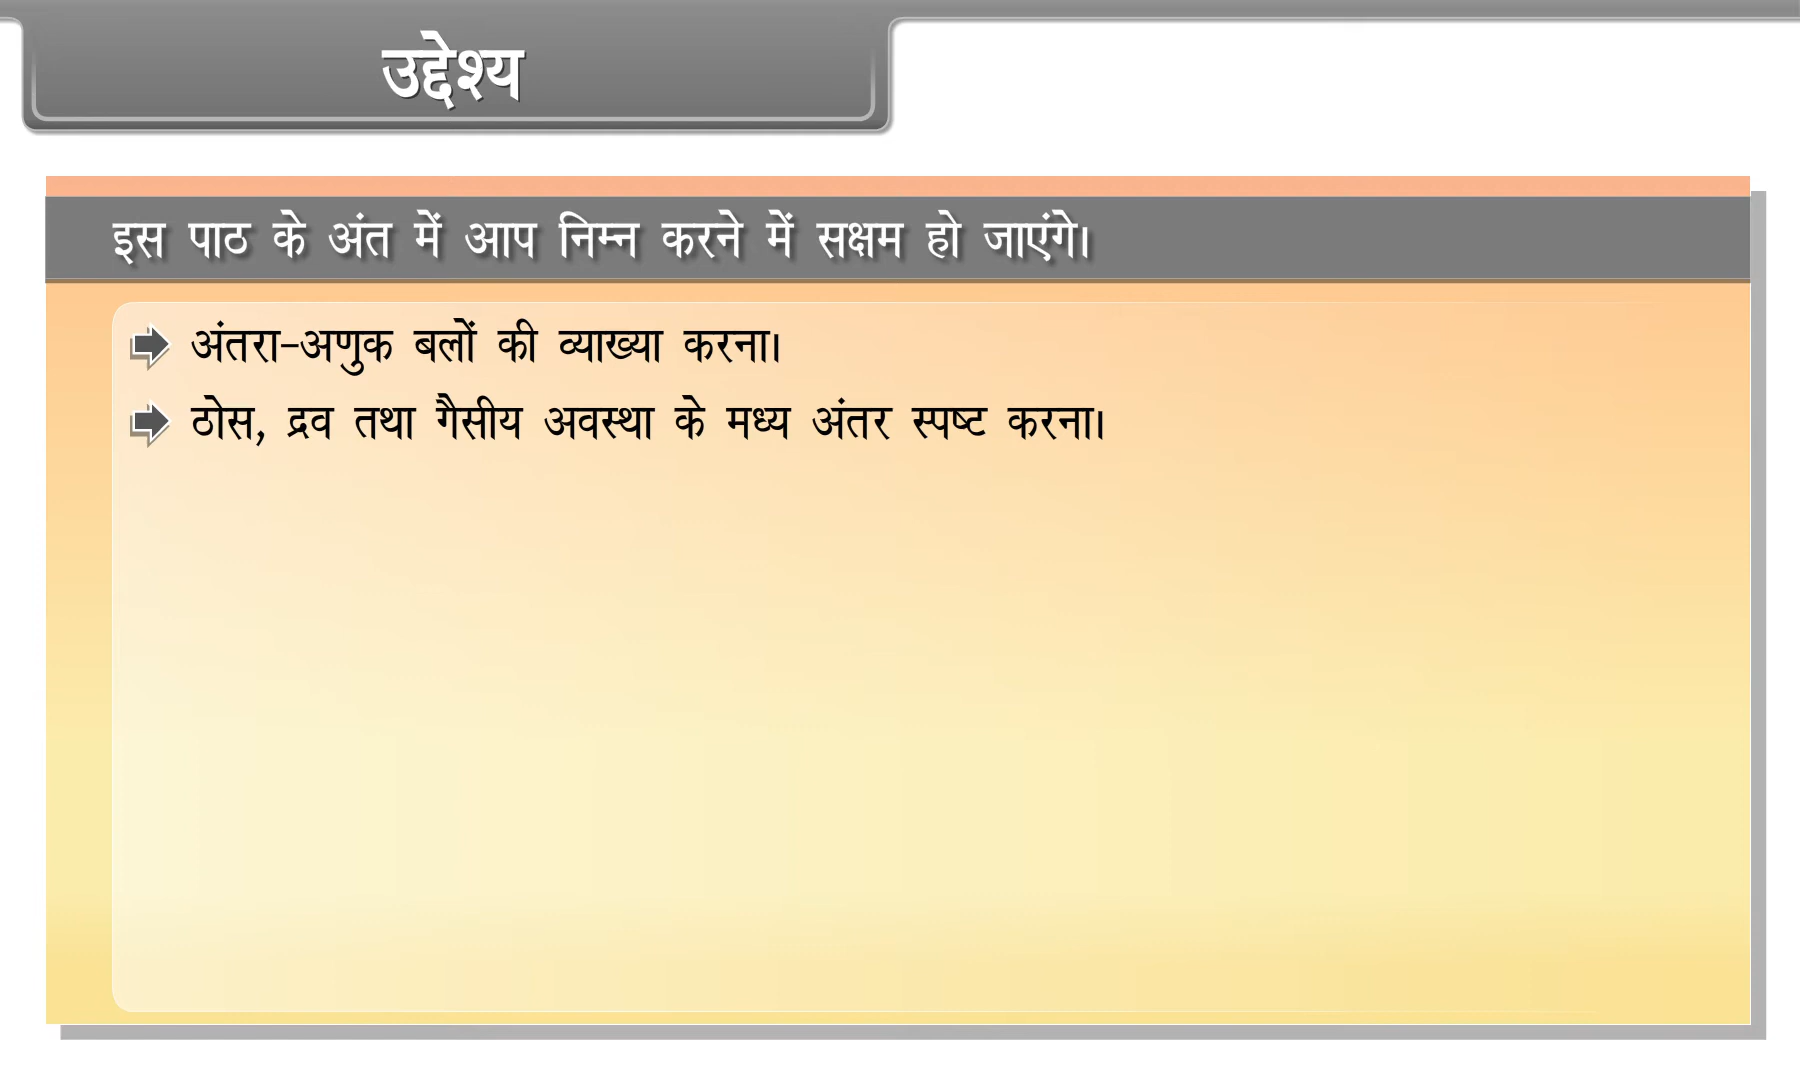 उद्देश्य
इस पाठ के अंत में आप निम्न करने में सक्षम हो जाएंगे।
अंतरा-अणुक बलों की व्याख्या करना।
ठोस, द्रव तथा गैसीय अवस्था के मध्य अंतर स्पष्ट करना।